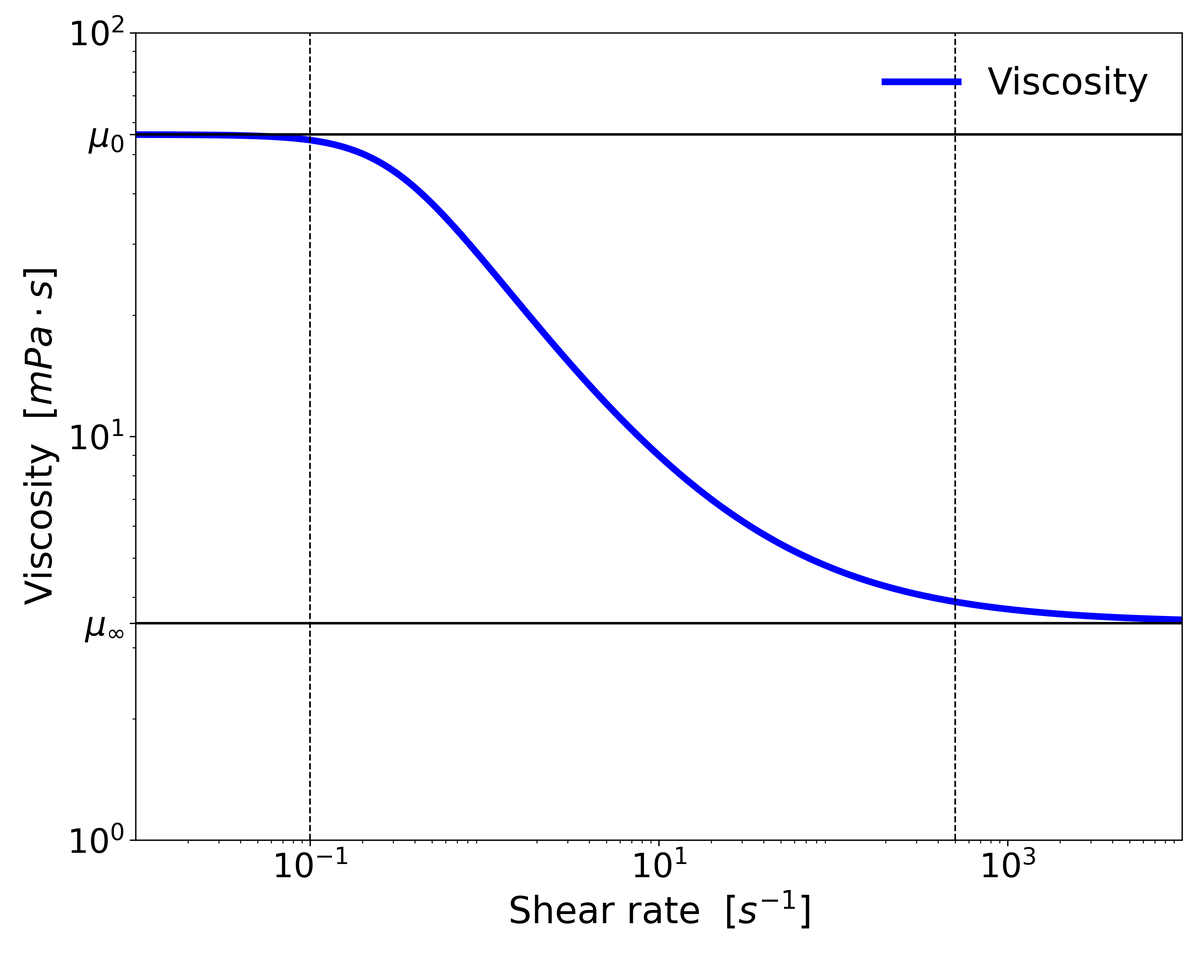 10²
Viscosity
μ₀
Viscosity [mPa · s]
10¹
μ∞
10⁰
10⁻¹
10¹
10³
Shear rate [s⁻¹]